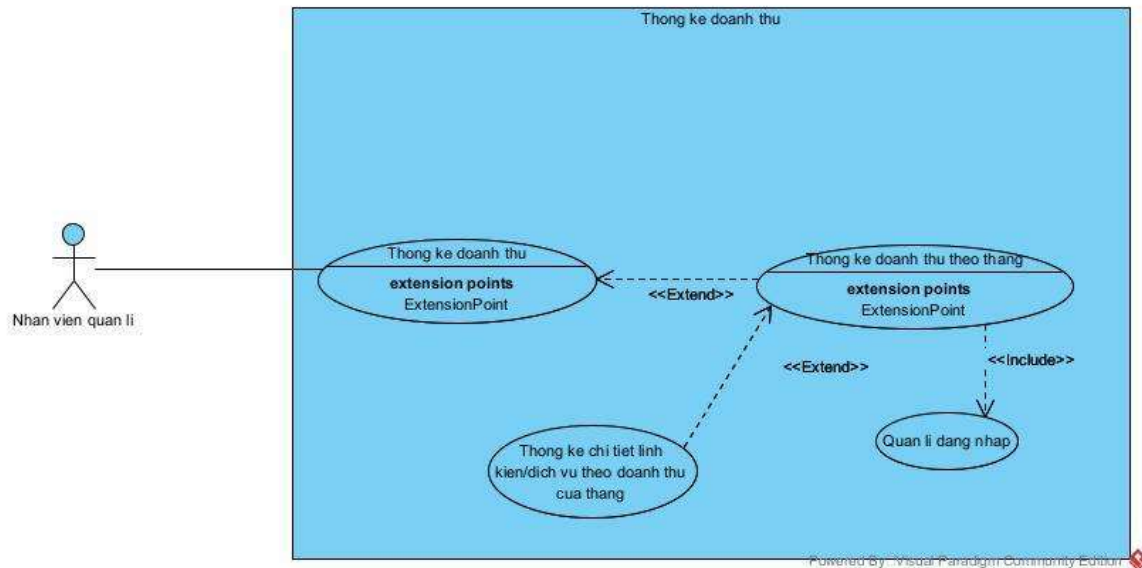 Thong ke doanh thu
Thong ke doanh thu
extension points
ExtensionPoint
Nhan vien quan li
<<Extend>>
Thong ke doanh thu theo thang
extension points
ExtensionPoint
<<Extend>>
<<Include>>
Thong ke chi tiet linh
kien/dich vu theo doanh thu
cua thang
Quan li dang nhap
Powered By: Visual Paradigm Community Edition